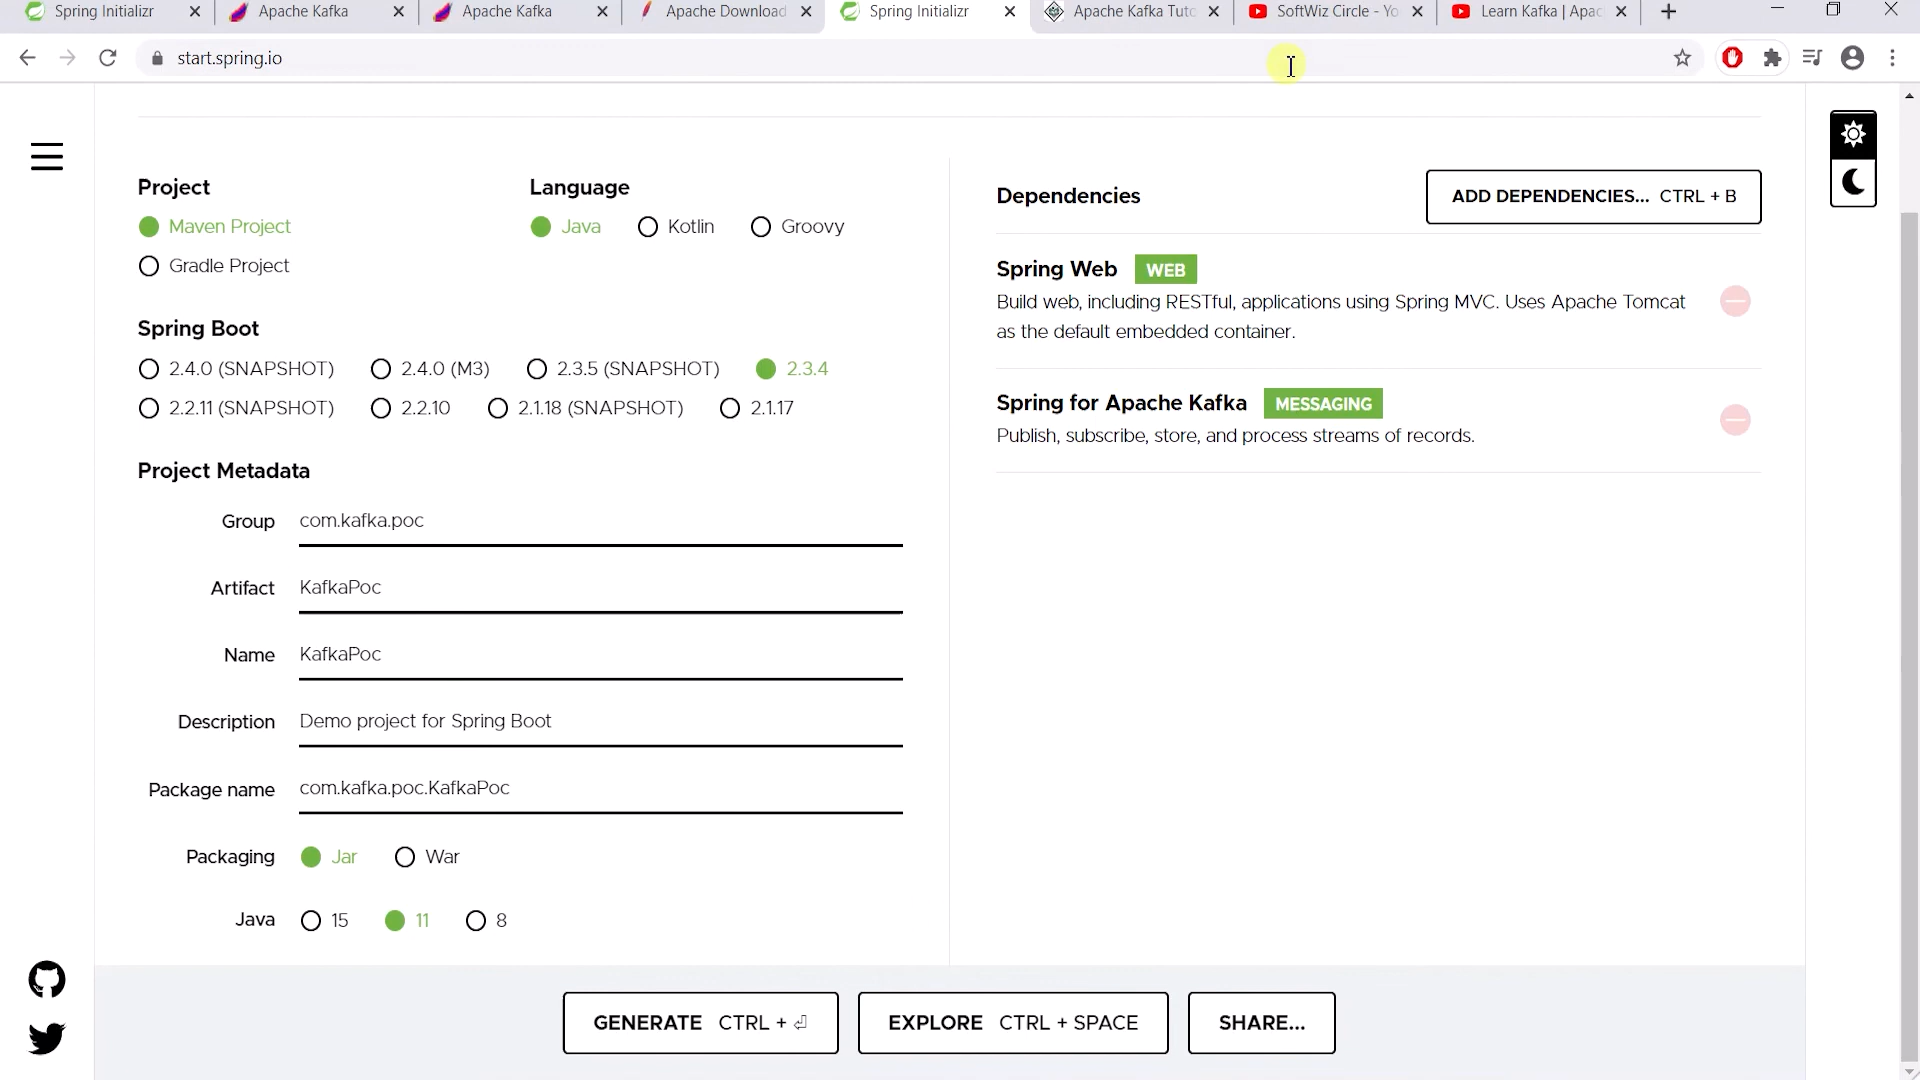 Spring Initializr
Apache Kafka
Apache Kafka
Apache Download
Spring Initializr
Apache Kafka Tuto
SoftWiz Circle - Yo
Learn Kafka | Apac
start.spring.io
Project
Maven Project
Gradle Project
Language
Java Kotlin Groovy
Spring Boot
2.4.0 (SNAPSHOT) 2.4.0 (M3) 2.3.5 (SNAPSHOT) 2.3.4
2.2.11 (SNAPSHOT) 2.2.10 2.1.18 (SNAPSHOT) 2.1.17
Project Metadata
Group com.kafka.poc
Artifact KafkaPoc
Name KafkaPoc
Description Demo project for Spring Boot
Package name com.kafka.poc.KafkaPoc
Packaging Jar War
Java 15 11 8
Dependencies
ADD DEPENDENCIES... CTRL + B
Spring Web WEB
Build web, including RESTful, applications using Spring MVC. Uses Apache Tomcat
as the default embedded container.
Spring for Apache Kafka MESSAGING
Publish, subscribe, store, and process streams of records.
GENERATE CTRL + ⏎
EXPLORE CTRL + SPACE
SHARE...